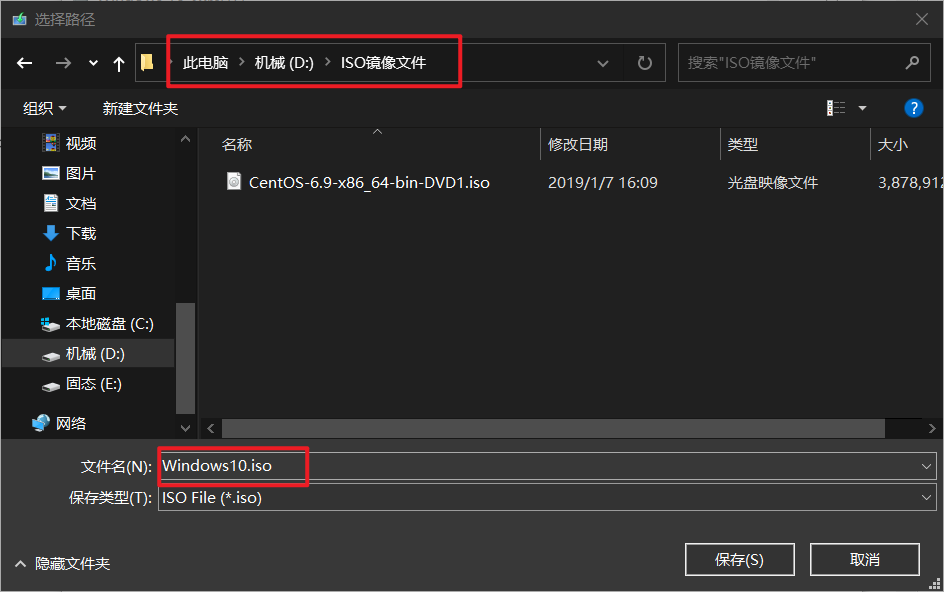 选择路径
此电脑 > 机械 (D:) > ISO镜像文件
搜索"ISO镜像文件"
组织 新建文件夹
视频
图片
文档
下载
音乐
桌面
本地磁盘 (C:)
机械 (D:)
固态 (E:)
网络
名称 修改日期 类型 大小
CentOS-6.9-x86_64-bin-DVD1.iso 2019/1/7 16:09 光盘映像文件 3,878,912
文件名(N): Windows10.iso
保存类型(T): ISO File (*.iso)
隐藏文件夹
保存(S) 取消